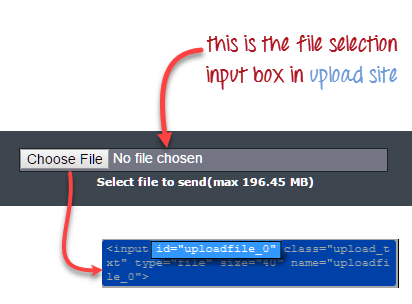 this is the file selection
input box in upload site
Choose File No file chosen
Select file to send(max 196.45 MB)
<input id="uploadfile_0" class="upload_t
xt" type="file" size="40" name="uploadfi
le_0">